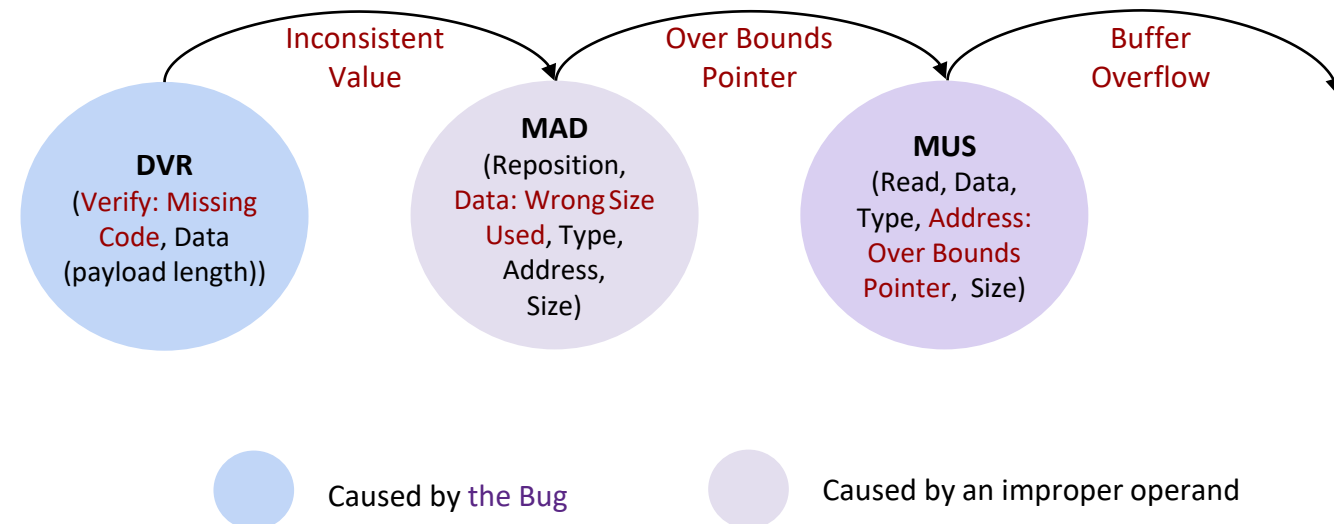 Inconsistent
Value
Over Bounds
Pointer
Buffer
Overflow
DVR
(Verify: Missing
Code, Data
(payload length))
MAD
(Reposition,
Data: Wrong Size
Used, Type,
Address,
Size)
MUS
(Read, Data,
Type, Address:
Over Bounds
Pointer, Size)
Caused by the Bug
Caused by an improper operand